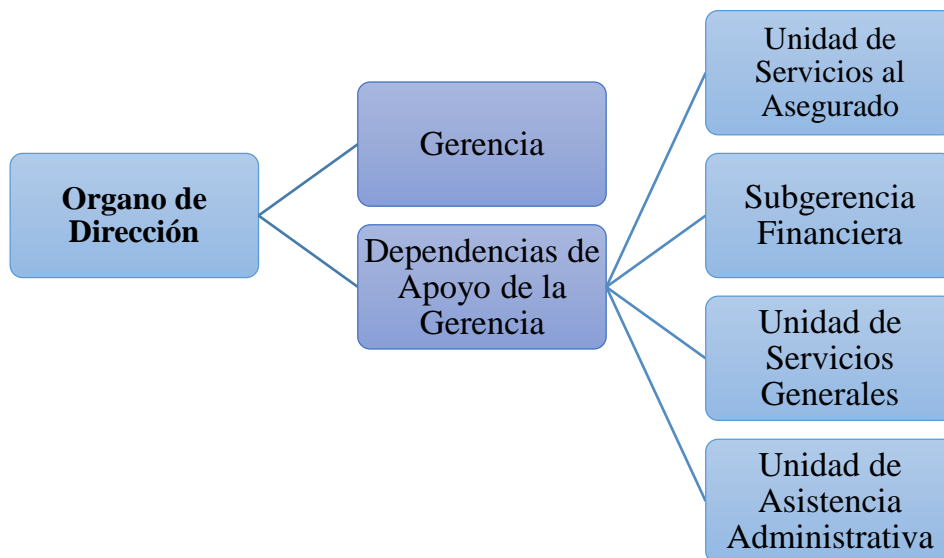 Organo de
Dirección
Gerencia
Dependencias de
Apoyo de la
Gerencia
Unidad de
Servicios al
Asegurado
Subgerencia
Financiera
Unidad de
Servicios
Generales
Unidad de
Asistencia
Administrativa